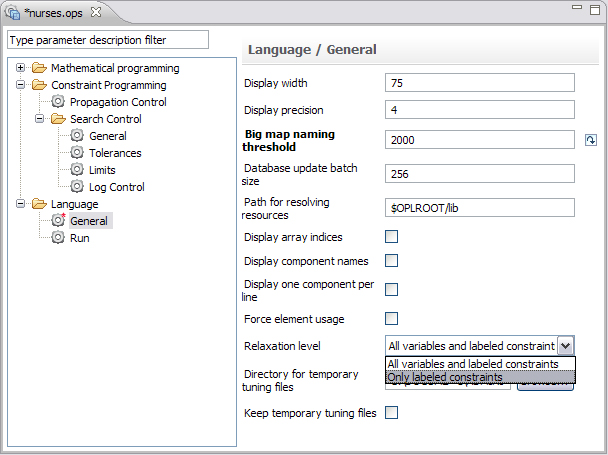 *nurses.ops
Type parameter description filter
Mathematical programming
Constraint Programming
Propagation Control
Search Control
General
Tolerances
Limits
Log Control
Language
General
Run
Language / General
Display width 75
Display precision 4
Big map naming
threshold 2000
Database update batch
size 256
Path for resolving
resources $OPLROOT/lib
Display array indices
Display component names
Display one component per
line
Force element usage
Relaxation level All variables and labeled constraint
All variables and labeled constraints
Only labeled constraints
Directory for temporary
tuning files
Keep temporary tuning files